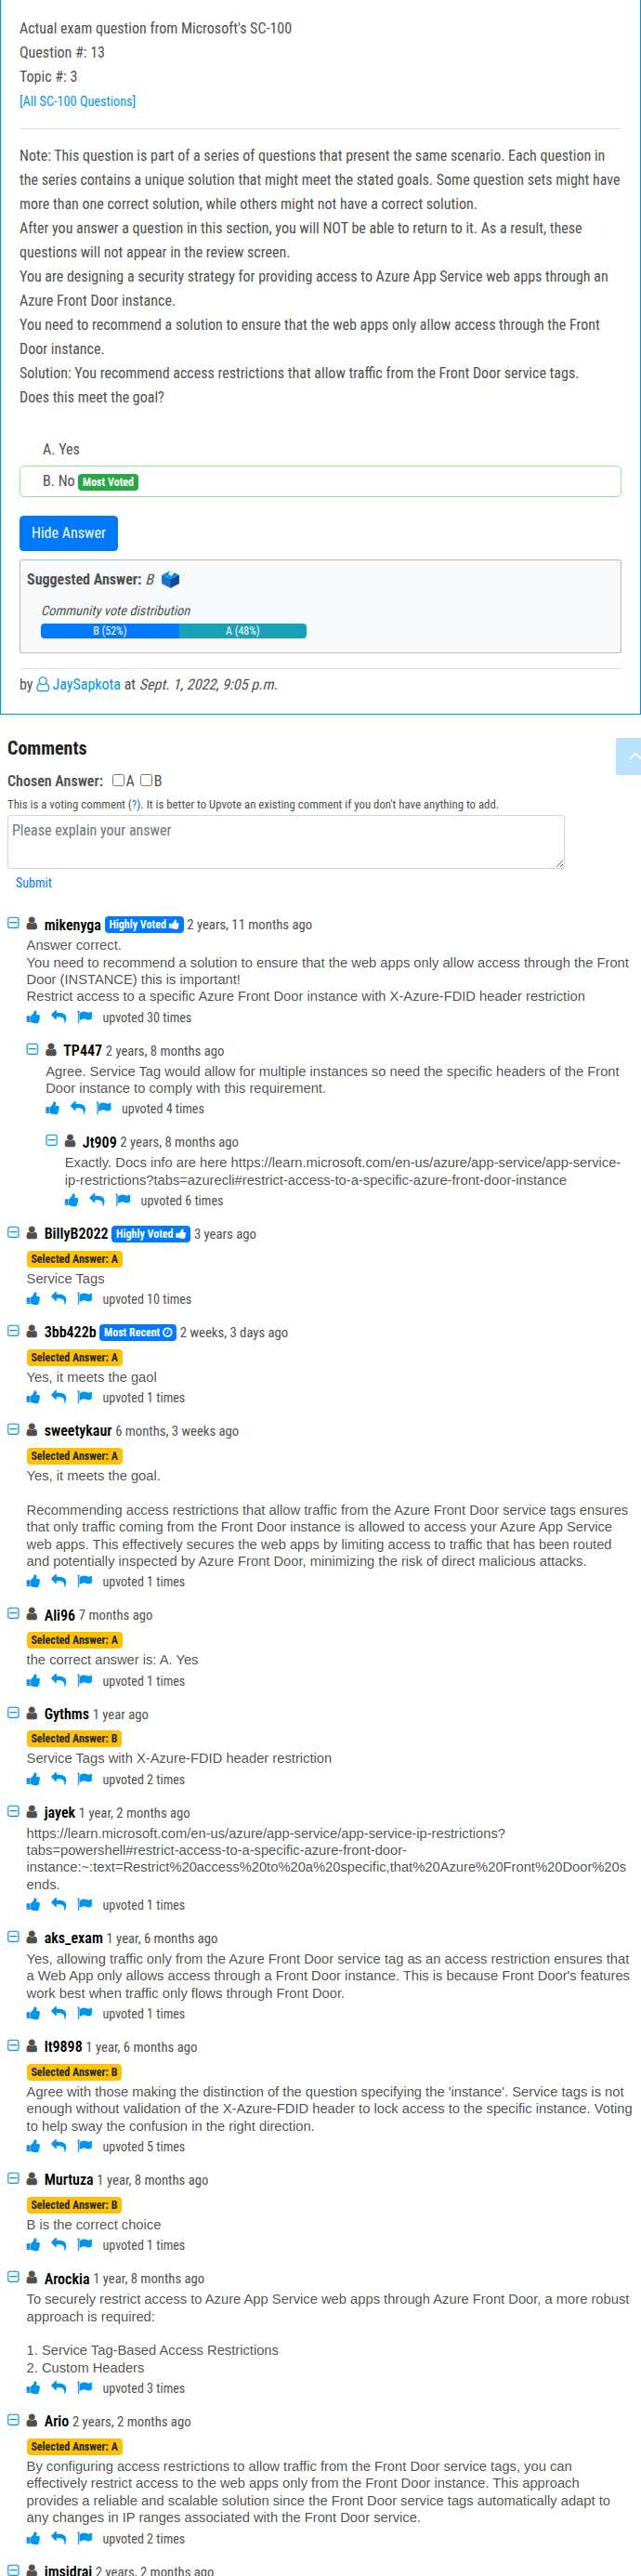 Actual exam question from Microsoft's SC-100
Question #: 13
Topic #: 3
[All SC-100 Questions]
Note: This question is part of a series of questions that present the same scenario. Each question in
the series contains a unique solution that might meet the stated goals. Some question sets might have
more than one correct solution, while others might not have a correct solution.
After you answer a question in this section, you will NOT be able to return to it. As a result, these
questions will not appear in the review screen.
You are designing a security strategy for providing access to Azure App Service web apps through an
Azure Front Door instance.
You need to recommend a solution to ensure that the web apps only allow access through the Front
Door instance.
Solution: You recommend access restrictions that allow traffic from the Front Door service tags.
Does this meet the goal?
A. Yes
B. No Most Voted
Hide Answer
Suggested Answer: B
Community vote distribution
B (52%) A (48%)
by JaySapkota at Sept. 1, 2022, 9:05 p.m.
Comments
Chosen Answer: A B
This is a voting comment (?). It is better to Upvote an existing comment if you don't have anything to add.
Please explain your answer
Submit
mikenyga Highly Voted 2 years, 11 months ago
Answer correct.
You need to recommend a solution to ensure that the web apps only allow access through the Front
Door (INSTANCE) this is important!
Restrict access to a specific Azure Front Door instance with X-Azure-FDID header restriction
upvoted 30 times
TP447 2 years, 8 months ago
Agree. Service Tag would allow for multiple instances so need the specific headers of the Front
Door instance to comply with this requirement.
upvoted 4 times
Jt909 2 years, 8 months ago
Exactly. Docs info are here https://learn.microsoft.com/en-us/azure/app-service/app-service-
ip-restrictions?tabs=azurecli#restrict-access-to-a-specific-azure-front-door-instance
upvoted 6 times
BillyB2022 Highly Voted 3 years ago
Selected Answer: A
Service Tags
upvoted 10 times
3bb422b Most Recent 2 weeks, 3 days ago
Selected Answer: A
Yes, it meets the gaol
upvoted 1 times
sweetykaur 6 months, 3 weeks ago
Selected Answer: A
Yes, it meets the goal.
Recommending access restrictions that allow traffic from the Azure Front Door service tags ensures
that only traffic coming from the Front Door instance is allowed to access your Azure App Service
web apps. This effectively secures the web apps by limiting access to traffic that has been routed
and potentially inspected by Azure Front Door, minimizing the risk of direct malicious attacks.
upvoted 1 times
Ali96 7 months ago
Selected Answer: A
the correct answer is: A. Yes
upvoted 1 times
Gythms 1 year ago
Selected Answer: B
Service Tags with X-Azure-FDID header restriction
upvoted 2 times
jayek 1 year, 2 months ago
https://learn.microsoft.com/en-us/azure/app-service/app-service-ip-restrictions?
tabs=powershell#restrict-access-to-a-specific-azure-front-door-
instance:~:text=Restrict%20access%20to%20a%20specific,that%20Azure%20Front%20Door%20s
ends.
upvoted 1 times
aks_exam 1 year, 6 months ago
Yes, allowing traffic only from the Azure Front Door service tag as an access restriction ensures that
a Web App only allows access through a Front Door instance. This is because Front Door's features
work best when traffic only flows through Front Door.
upvoted 1 times
It9898 1 year, 6 months ago
Selected Answer: B
Agree with those making the distinction of the question specifying the 'instance'. Service tags is not
enough without validation of the X-Azure-FDID header to lock access to the specific instance. Voting
to help sway the confusion in the right direction.
upvoted 5 times
Murtuza 1 year, 8 months ago
Selected Answer: B
B is the correct choice
upvoted 1 times
Arockia 1 year, 8 months ago
To securely restrict access to Azure App Service web apps through Azure Front Door, a more robust
approach is required:
1. Service Tag-Based Access Restrictions
2. Custom Headers
upvoted 3 times
Ario 2 years, 2 months ago
Selected Answer: A
By configuring access restrictions to allow traffic from the Front Door service tags, you can
effectively restrict access to the web apps only from the Front Door instance. This approach
provides a reliable and scalable solution since the Front Door service tags automatically adapt to
any changes in IP ranges associated with the Front Door service.
upvoted 2 times
imsidrai 2 years, 2 months ago